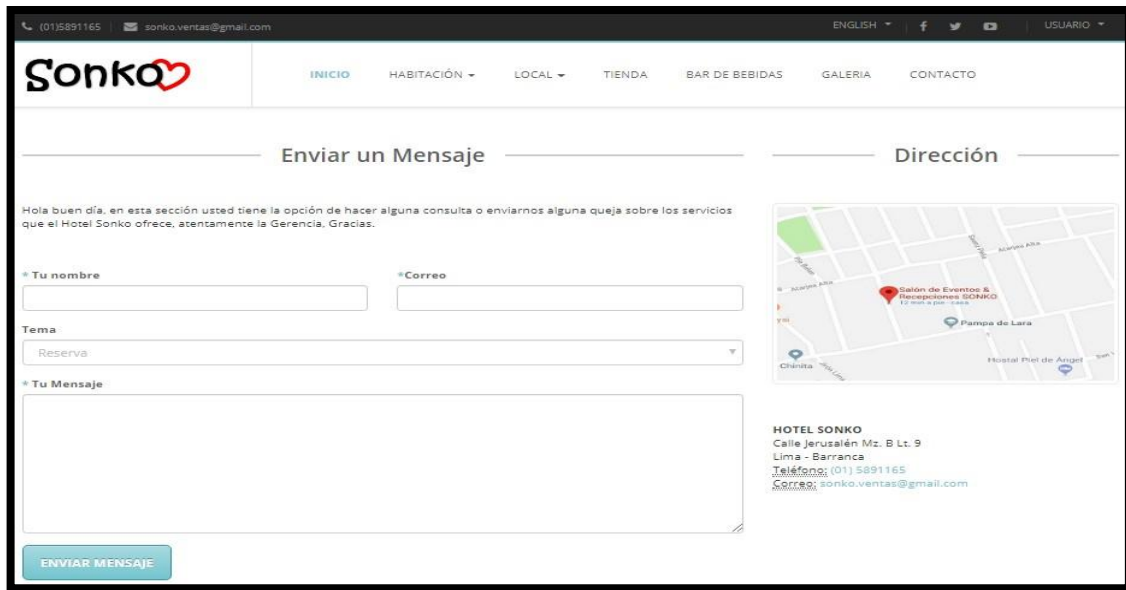 (01)5891165 sonko.ventas@gmail.com ENGLISH USUARIO
Sonko
INICIO HABITACIÓN LOCAL TIENDA BAR DE BEBIDAS GALERIA CONTACTO
Enviar un Mensaje
Hola buen día, en esta sección usted tiene la opción de hacer alguna consulta o enviarnos alguna queja sobre los servicios
que el Hotel Sonko ofrece, atentamente la Gerencia, Gracias.
* Tu nombre *Correo
Tema
Reserva
* Tu Mensaje
ENVIAR MENSAJE
Dirección
Acarpes Alta
Salón de Eventos &
Recepciones SONKO
Pampa de Lara
Hostal Piel de Ángel
Chinita
HOTEL SONKO
Calle Jerusalén Mz. B Lt. 9
Lima - Barranca
Teléfono: (01) 5891165
Correo: sonko.ventas@gmail.com